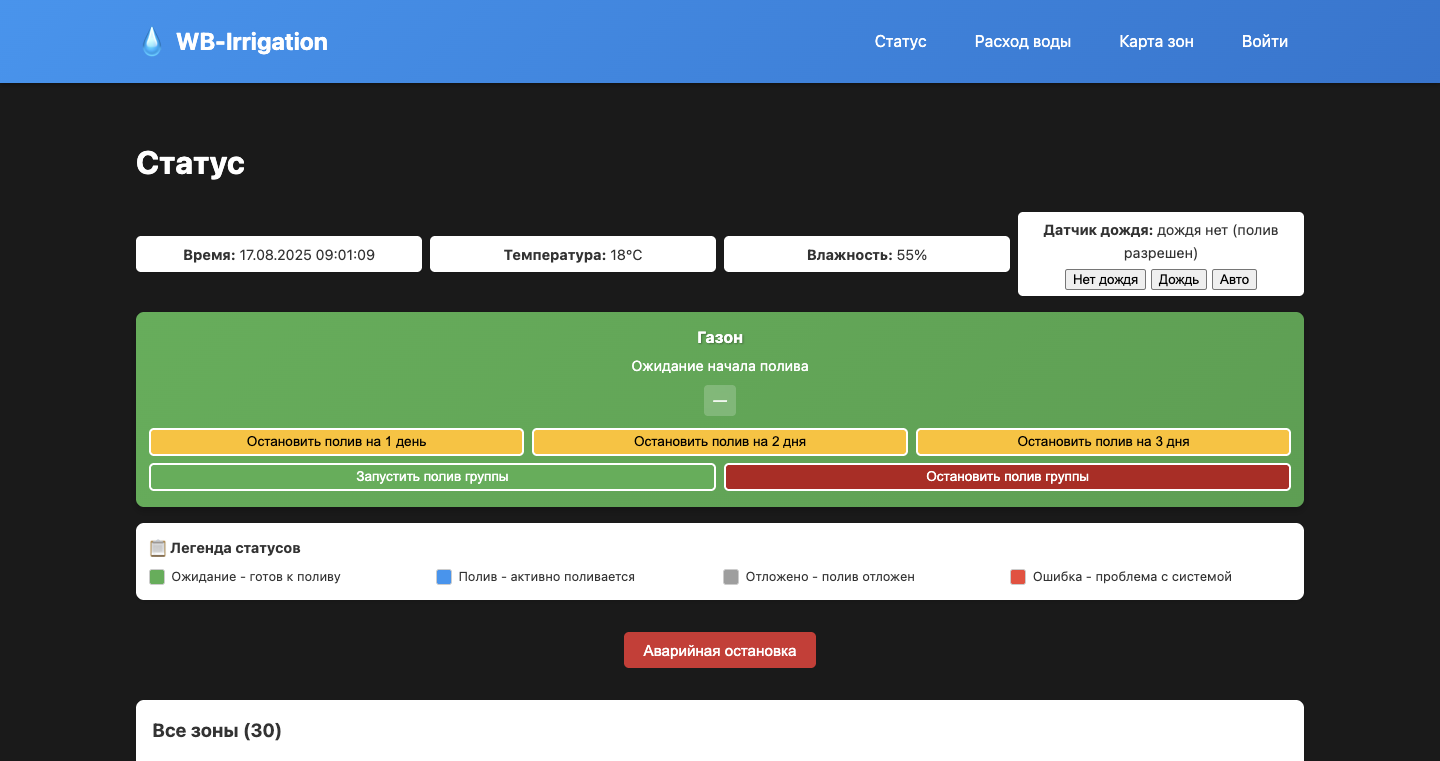 WB-Irrigation
Статус
Расход воды
Карта зон
Войти
Статус
Время: 17.08.2025 09:01:09
Температура: 18°C
Влажность: 55%
Датчик дождя: дождя нет (полив
разрешен)
Нет дождя
Дождь
Авто
Газон
Ожидание начала полива
—
Остановить полив на 1 день
Остановить полив на 2 дня
Остановить полив на 3 дня
Запустить полив группы
Остановить полив группы
Легенда статусов
Ожидание - готов к поливу
Полив - активно поливается
Отложено - полив отложен
Ошибка - проблема с системой
Аварийная остановка
Все зоны (30)